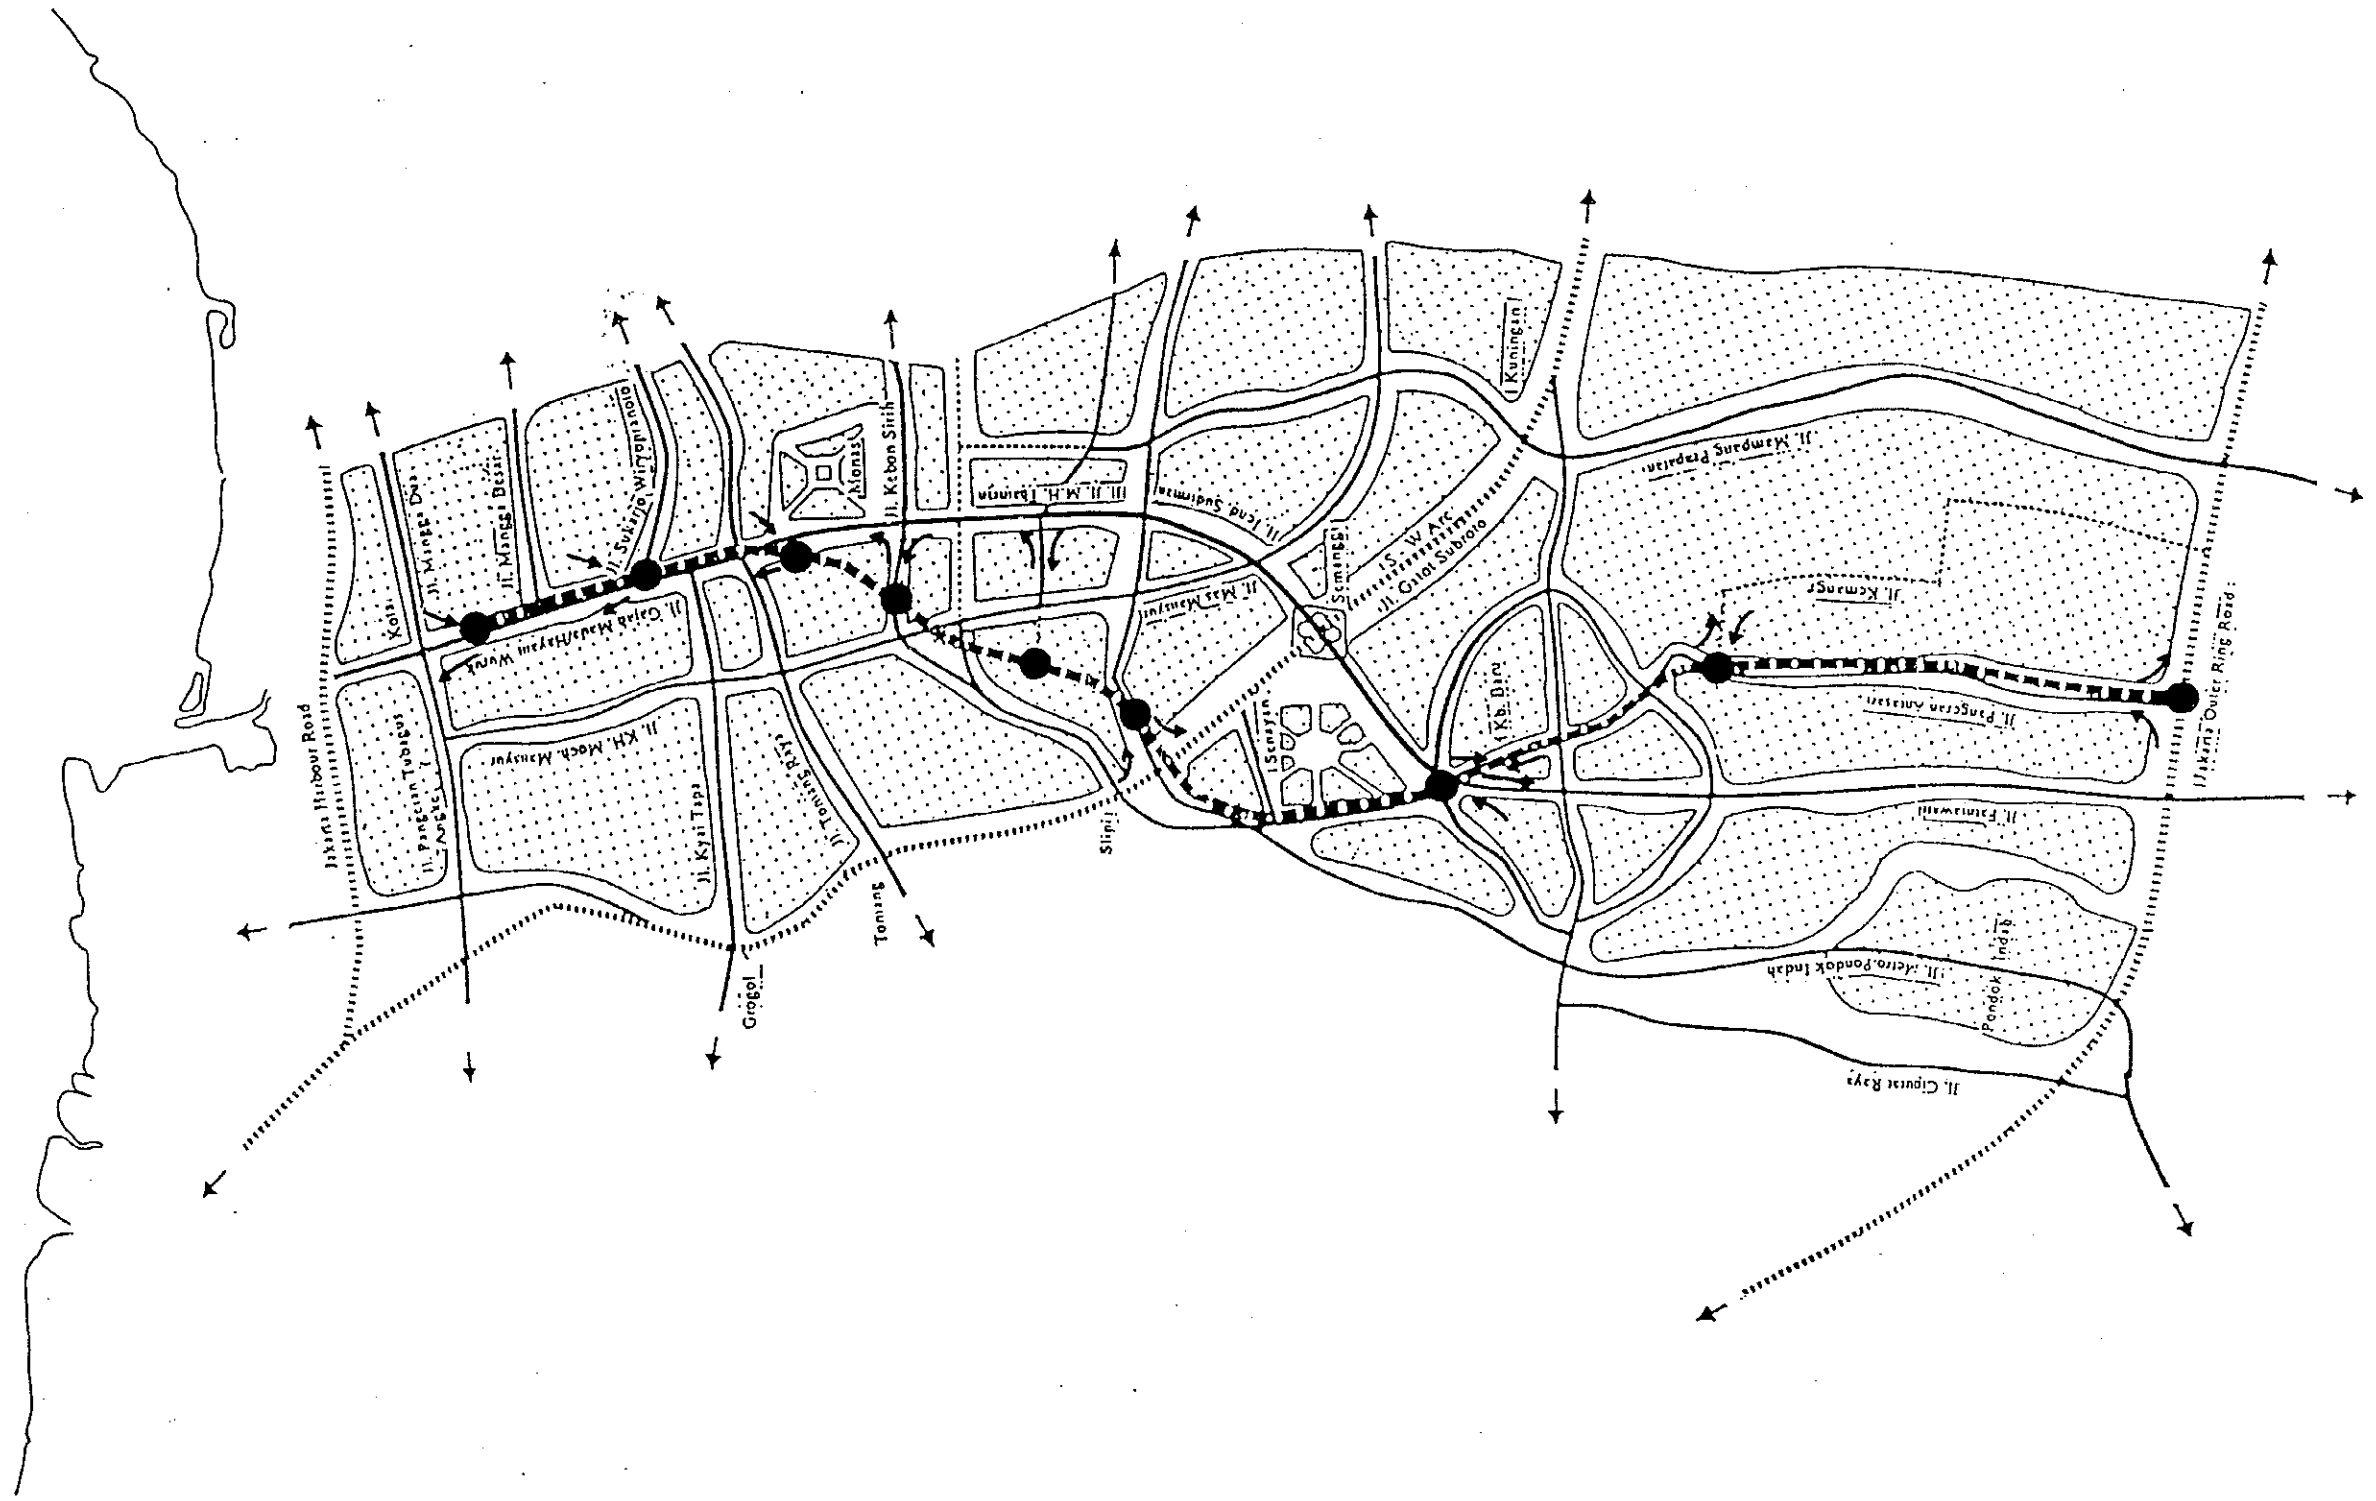 Jakarta Harbour Road
Kota
Jl. Mangga Dua
Jl. Mangga Besar
Jl. Sukarjo Wiryopranoto
Jl. Gajah Mada/Hayam Wuruk
Jl. Pangeran Tubagus
Angke
Jl. KH. Moch. Mansyur
Jl. Kyai Tapa
Jl. Tomang Raya
Grogol
Tomang
Monas
Jl. Kebon Sirih
Jl. M.H. Thamrin
Jl. Jend. Sudirman
Jl. Mas Mansyur
Slipi
Senayan
Semanggi
S. W Arc
Jl. Gatot Subroto
Kuningan
Kb. Baru
Jl. Mampang Prapatan
Jl. Kemang
Jl. Pangeran Antasari
Jl. Fatmawati
Jl. Metro Pondok Indah
Pondok Indah
Jl. Ciputat Raya
Jakarta Outer Ring Road